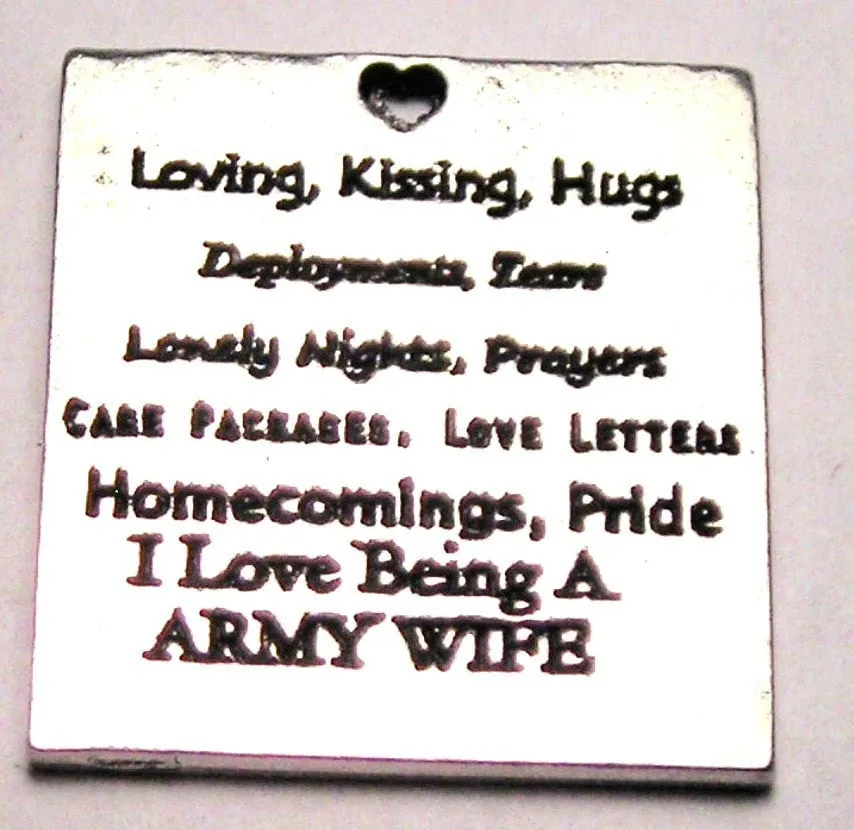 Loving, Kissing, Hugs
Deployments, Tears
Lonely Nights, Prayers
CARE PACKAGES, LOVE LETTERS
Homecomings, Pride
I Love Being A
ARMY WIFE